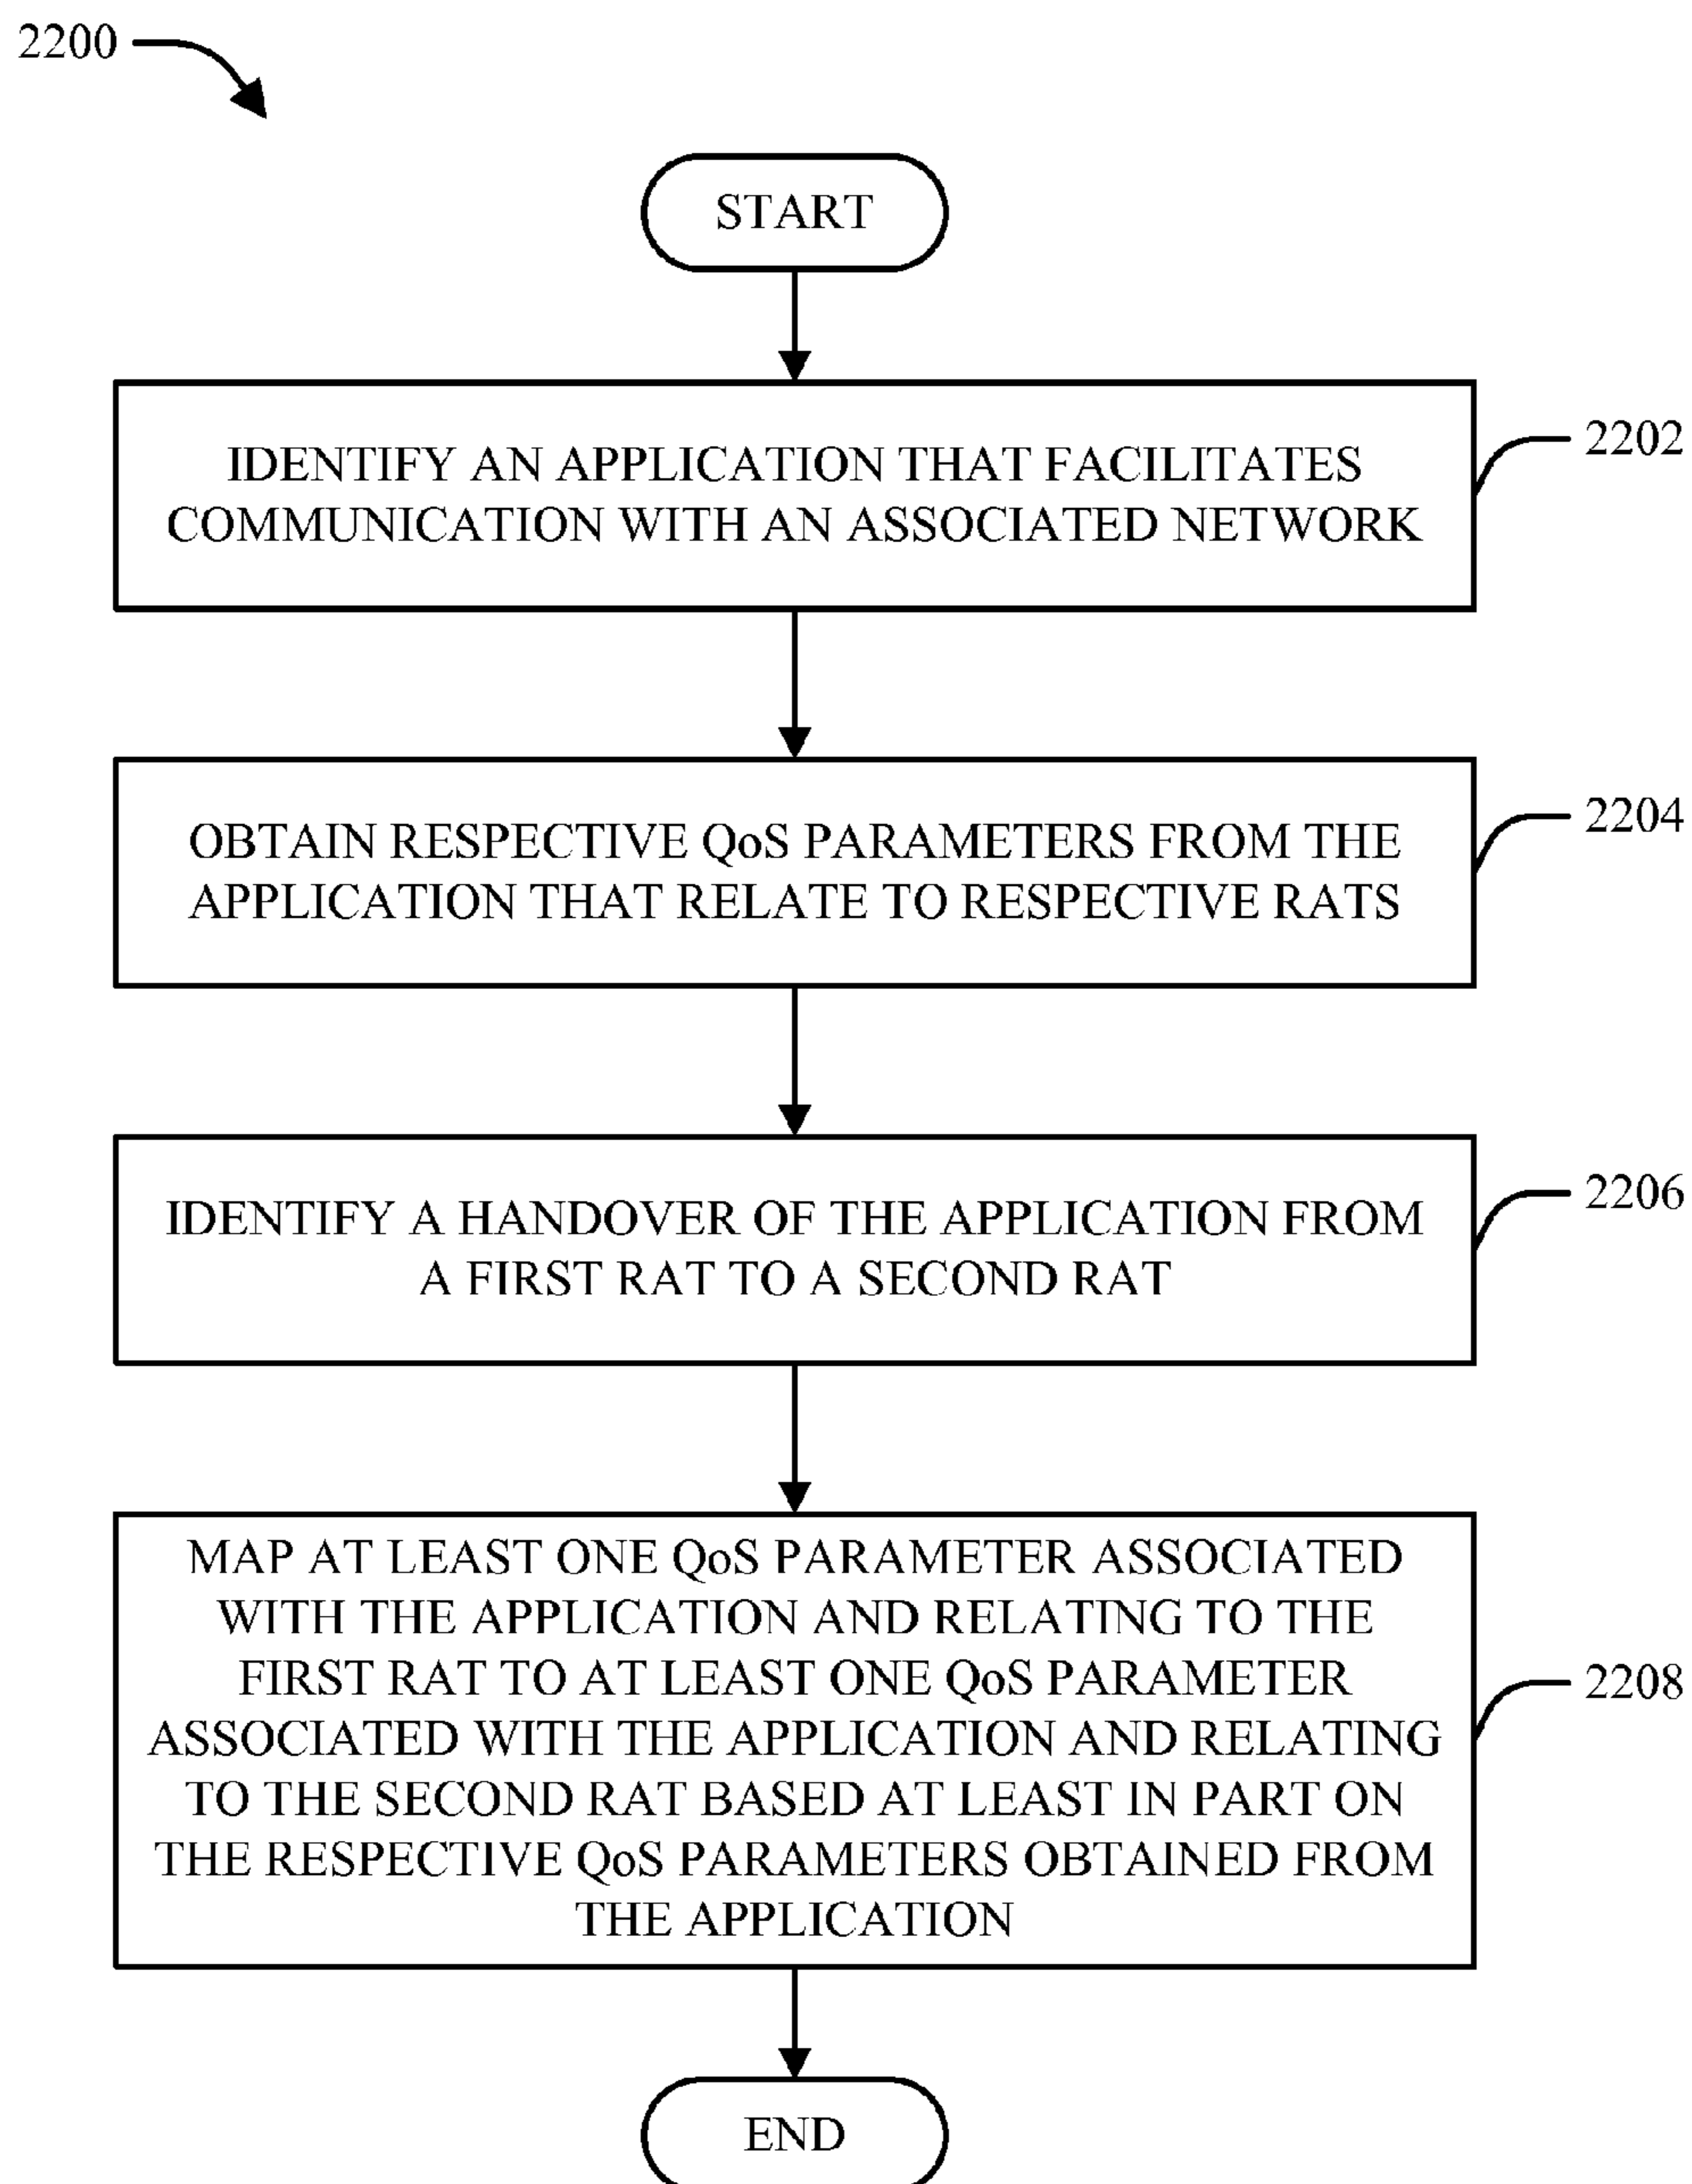 2200
START
IDENTIFY AN APPLICATION THAT FACILITATES
COMMUNICATION WITH AN ASSOCIATED NETWORK
2202
OBTAIN RESPECTIVE QoS PARAMETERS FROM THE
APPLICATION THAT RELATE TO RESPECTIVE RATS
2204
IDENTIFY A HANDOVER OF THE APPLICATION FROM
A FIRST RAT TO A SECOND RAT
2206
MAP AT LEAST ONE QoS PARAMETER ASSOCIATED
WITH THE APPLICATION AND RELATING TO THE
FIRST RAT TO AT LEAST ONE QoS PARAMETER
ASSOCIATED WITH THE APPLICATION AND RELATING
TO THE SECOND RAT BASED AT LEAST IN PART ON
THE RESPECTIVE QoS PARAMETERS OBTAINED FROM
THE APPLICATION
2208
END